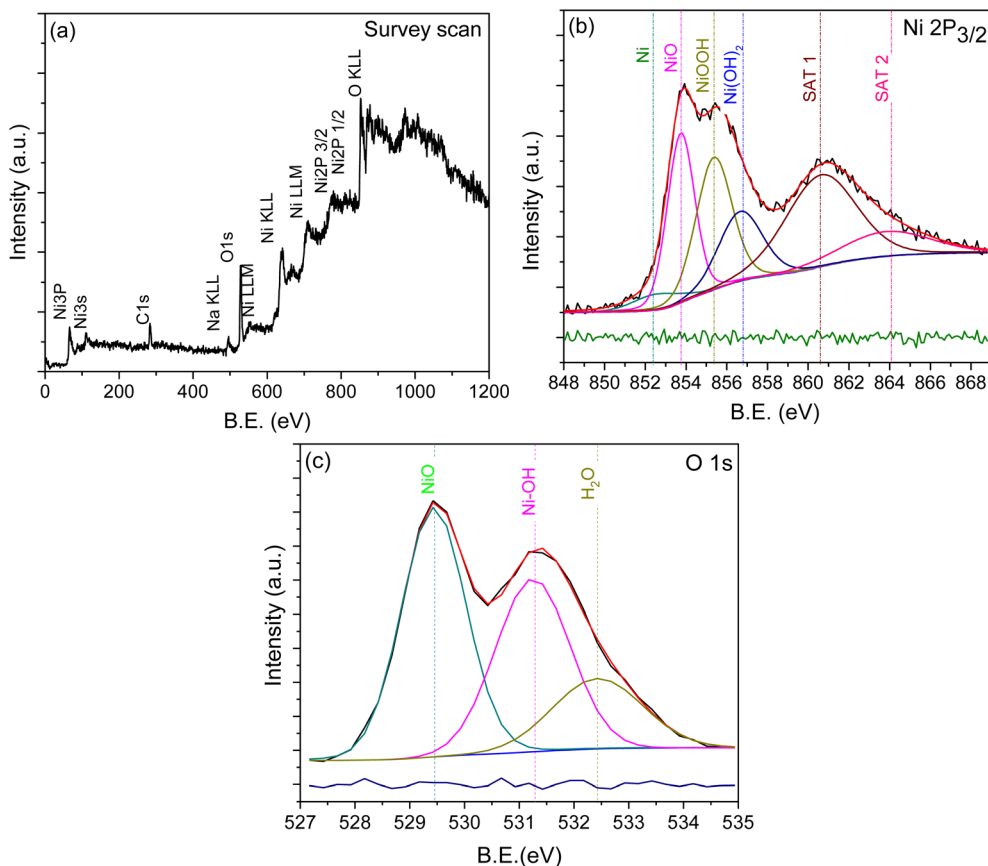 (a)
Survey scan
Ni3P
Ni3s
C1s
Na KLL
O1s
Ni LLM
Ni KLL
Ni LLM
Ni2P 3/2
Ni2P 1/2
O KLL
Intensity (a.u.)
0 200 400 600 800 1000 1200
B.E. (eV)
(b)
Ni 2P3/2
Ni
NiO
NiOOH
Ni(OH)2
SAT 1
SAT 2
Intensity (a.u.)
848 850 852 854 856 858 860 862 864 866 868
B.E. (eV)
(c)
O 1s
NiO
Ni-OH
H2O
Intensity (a.u.)
527 528 529 530 531 532 533 534 535
B.E.(eV)